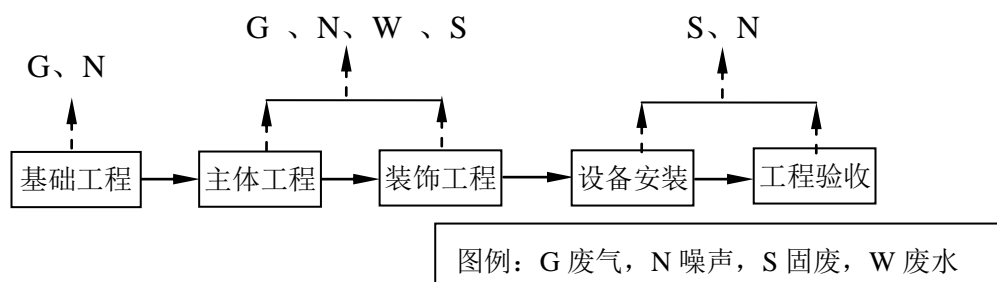 G 、N、W 、S
S、N
G、N
基础工程
主体工程
装饰工程
设备安装
工程验收
图例：G 废气，N 噪声，S 固废，W 废水